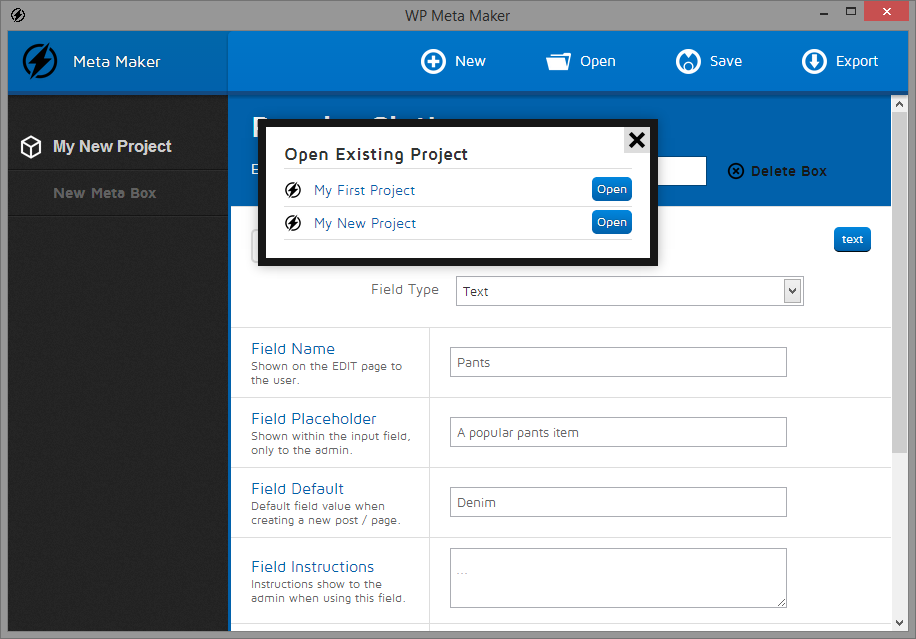 WP Meta Maker
Meta Maker
New
Open
Save
Export
My New Project
New Meta Box
Open Existing Project
My First Project
Open
My New Project
Open
Delete Box
text
Field Type
Text
Field Name
Shown on the EDIT page to
the user.
Pants
Field Placeholder
Shown within the input field,
only to the admin.
A popular pants item
Field Default
Default field value when
creating a new post / page.
Denim
Field Instructions
Instructions show to the
admin when using this field.
...